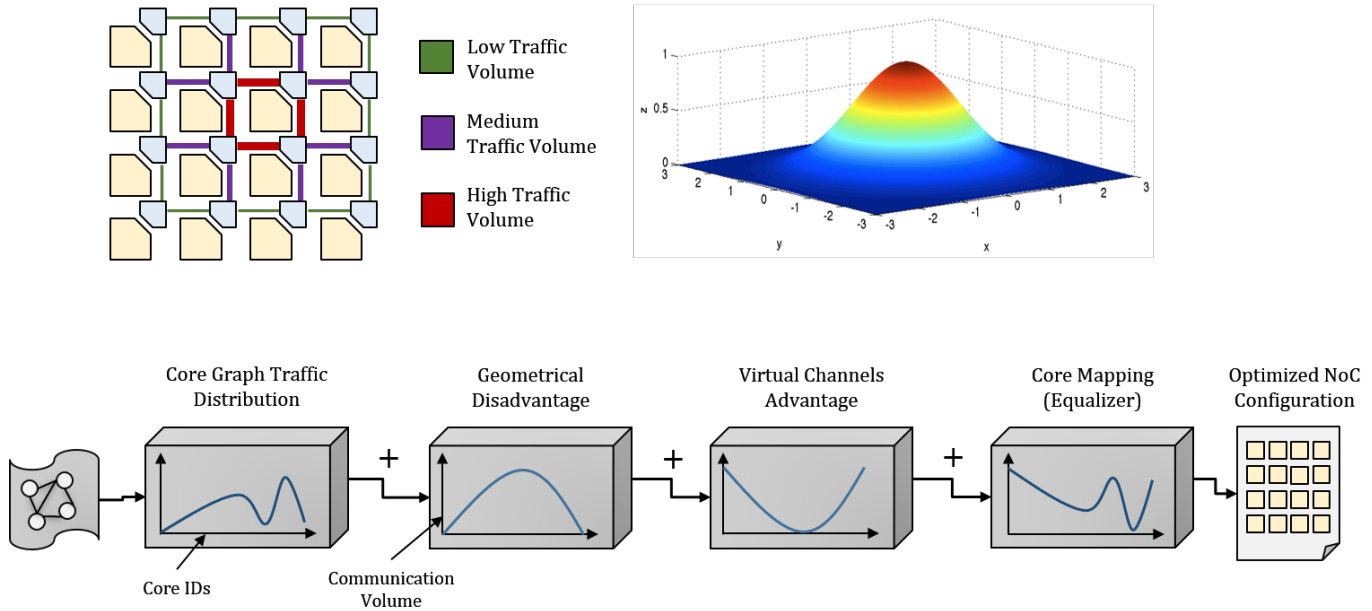 Low Traffic
Volume
Medium
Traffic Volume
High Traffic
Volume
1
0.5
0
z
3
2
1
0
-1
-2
-3
y
-3
-2
-1
0
1
2
3
x
Core Graph Traffic
Distribution
Geometrical
Disadvantage
Virtual Channels
Advantage
Core Mapping
(Equalizer)
Optimized NoC
Configuration
+
+
+
Core IDs
Communication
Volume